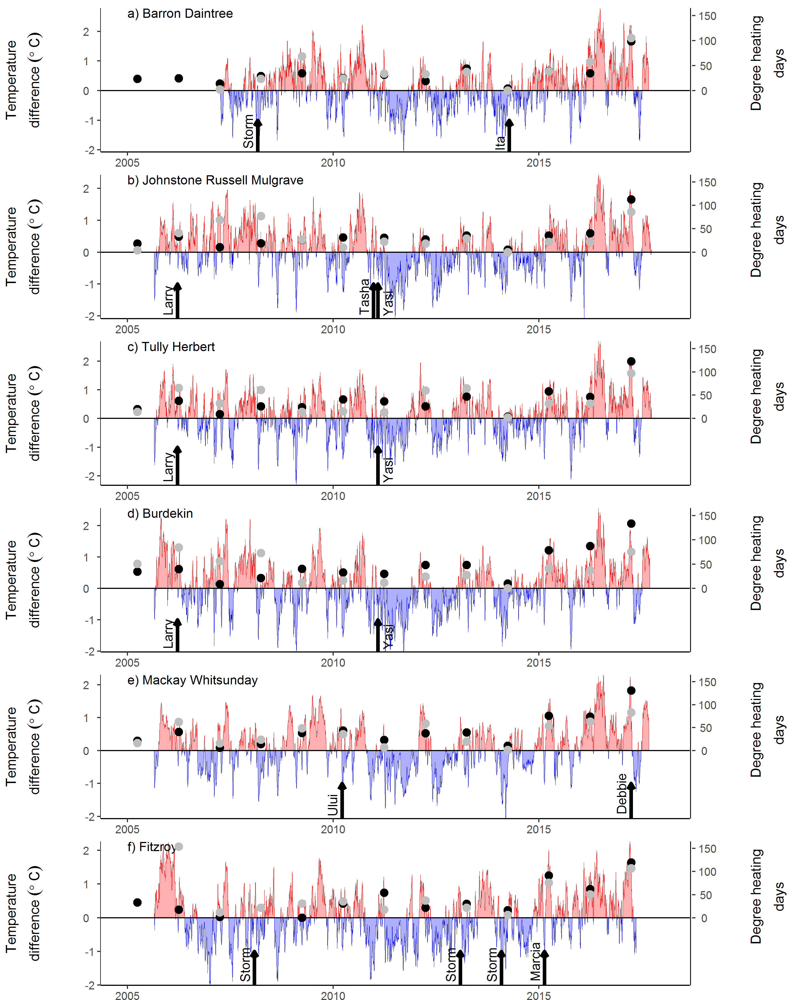 a) Barron Daintree
Temperature
difference (° C)
2
1
0
-1
-2
150
100
50
0
Degree heating
days
Storm
Ita
2005
2010
2015
b) Johnstone Russell Mulgrave
Temperature
difference (° C)
2
1
0
-1
-2
150
100
50
0
Degree heating
days
Larry
Tasha
Yasi
2005
2010
2015
c) Tully Herbert
Temperature
difference (° C)
2
1
0
-1
-2
150
100
50
0
Degree heating
days
Larry
Yasi
2005
2010
2015
d) Burdekin
Temperature
difference (° C)
2
1
0
-1
-2
150
100
50
0
Degree heating
days
Larry
Yasi
2005
2010
2015
e) Mackay Whitsunday
Temperature
difference (° C)
2
1
0
-1
-2
150
100
50
0
Degree heating
days
Ului
Debbie
2005
2010
2015
f) Fitzroy
Temperature
difference (° C)
2
1
0
-1
-2
150
100
50
0
Degree heating
days
Storm
Storm
Storm
Marcia
2005
2010
2015